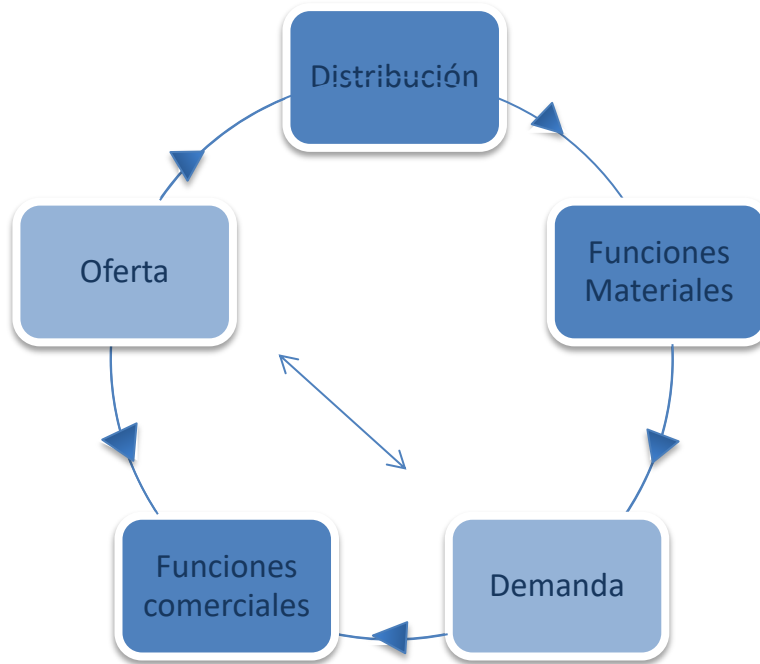 Distribución
Funciones
Materiales
Oferta
Funciones
comerciales
Demanda